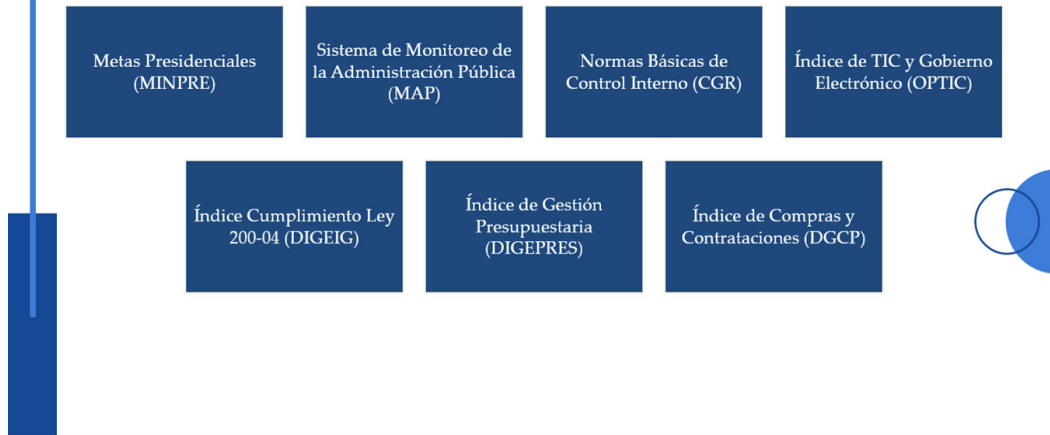 Metas Presidenciales
(MINPRE)
Sistema de Monitoreo de
la Administración Pública
(MAP)
Normas Básicas de
Control Interno (CGR)
Índice de TIC y Gobierno
Electrónico (OPTIC)
Índice Cumplimiento Ley
200-04 (DIGEIG)
Índice de Gestión
Presupuestaria
(DIGEPRES)
Índice de Compras y
Contrataciones (DGCP)